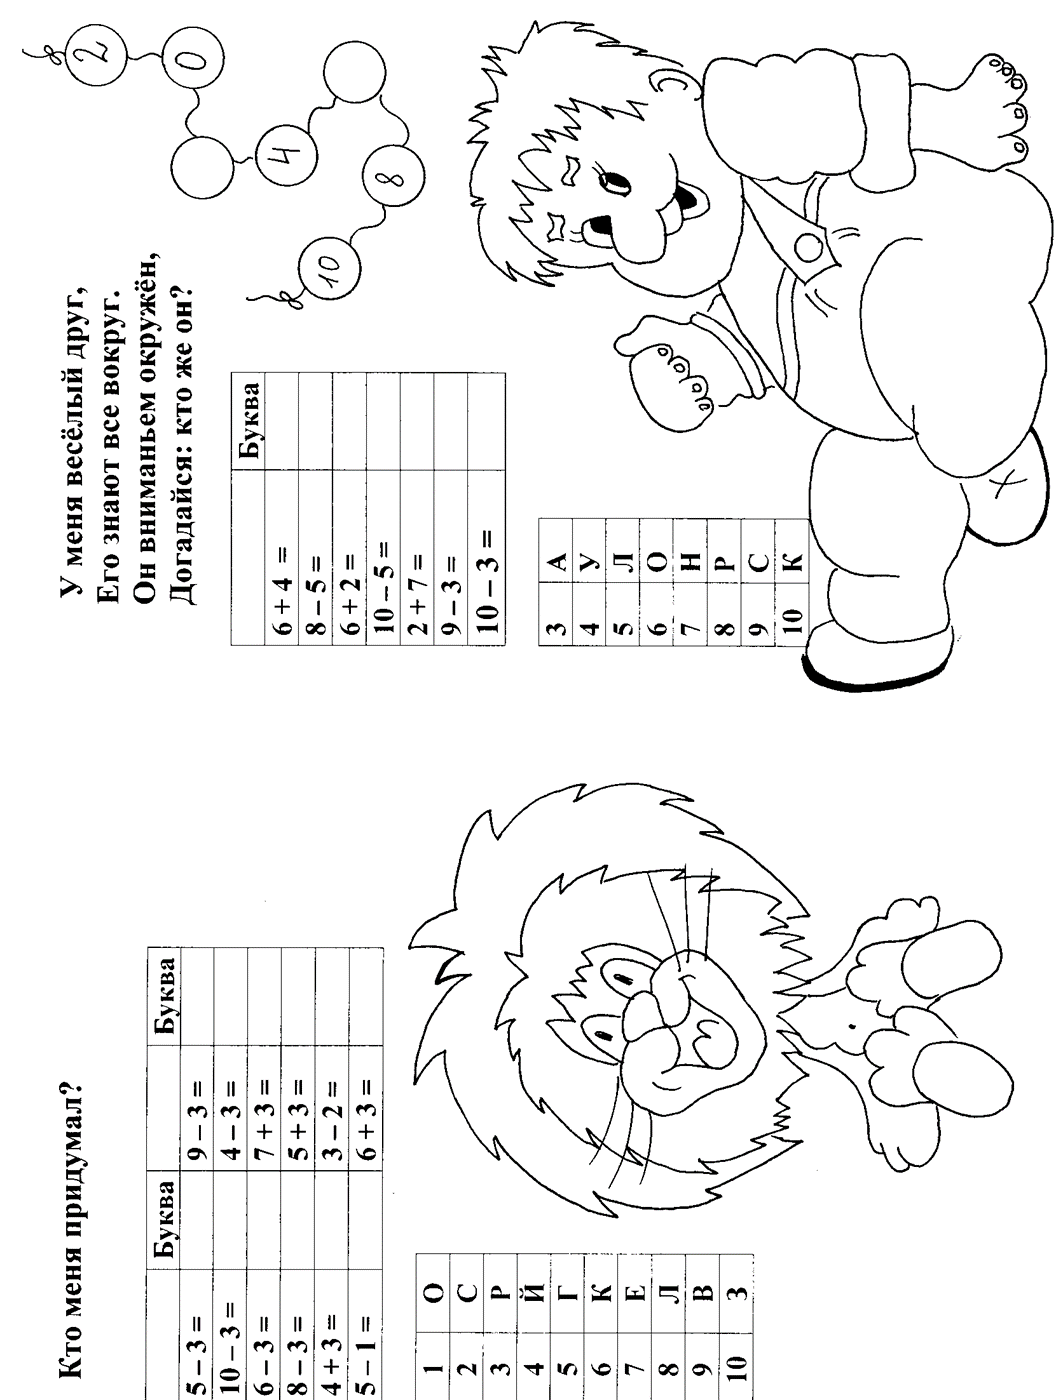 Кто меня придумал?
Буква Буква
5 – 3 = 9 – 3 =
10 – 3 = 4 – 3 =
6 – 3 = 7 + 3 =
8 – 3 = 5 + 3 =
4 + 3 = 3 – 2 =
5 – 1 = 6 + 3 =
1 О
2 С
3 Р
4 Й
5 Г
6 К
7 Е
8 Л
9 В
10 З
У меня весёлый друг,
Его знают все вокруг.
Он вниманьем окружён,
Догадайся: кто же он?
2
0
4
8
10
Буква
6 + 4 =
8 – 5 =
6 + 2 =
10 – 5 =
2 + 7 =
9 – 3 =
10 – 3 =
3 А
4 У
5 Л
6 О
7 Н
8 Р
9 С
10 К